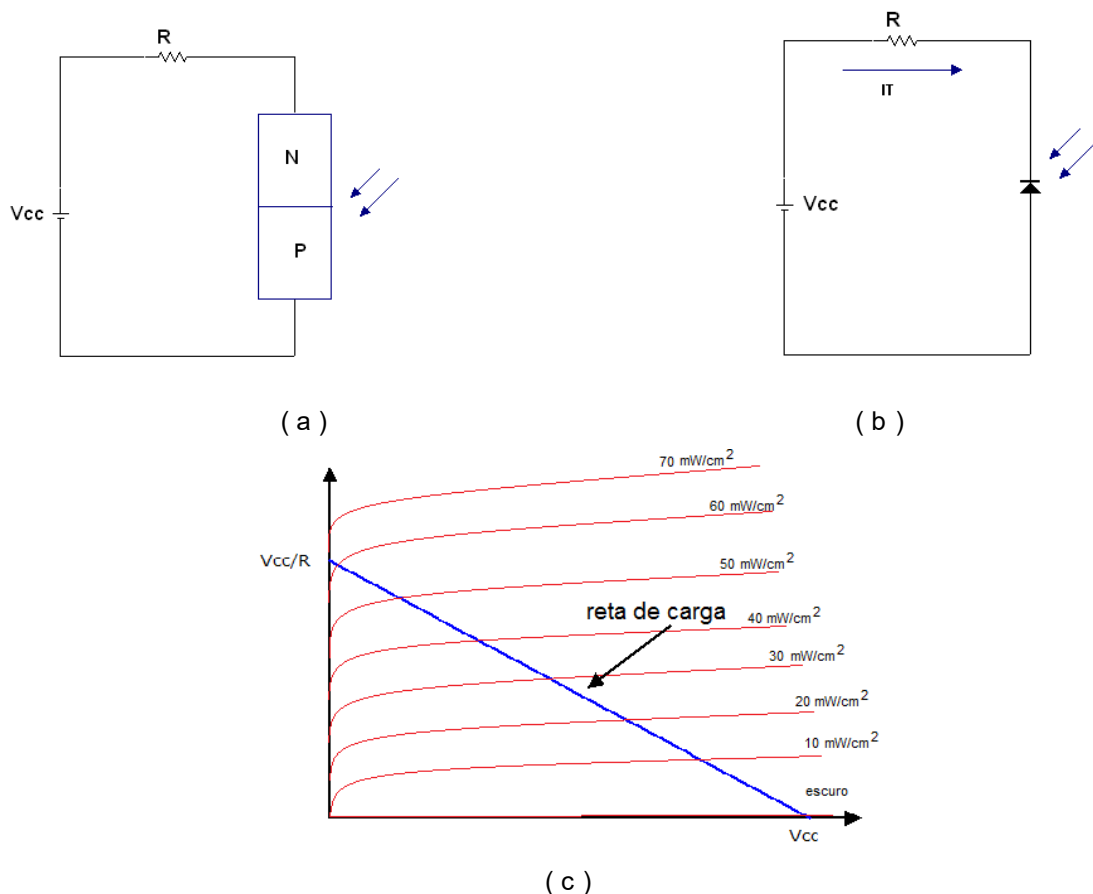 R
N
P
Vcc
( a )
R
IT
Vcc
( b )
70 mW/cm²
60 mW/cm²
Vcc/R
50 mW/cm²
reta de carga
40 mW/cm²
30 mW/cm²
20 mW/cm²
10 mW/cm²
escuro
Vcc
( c )